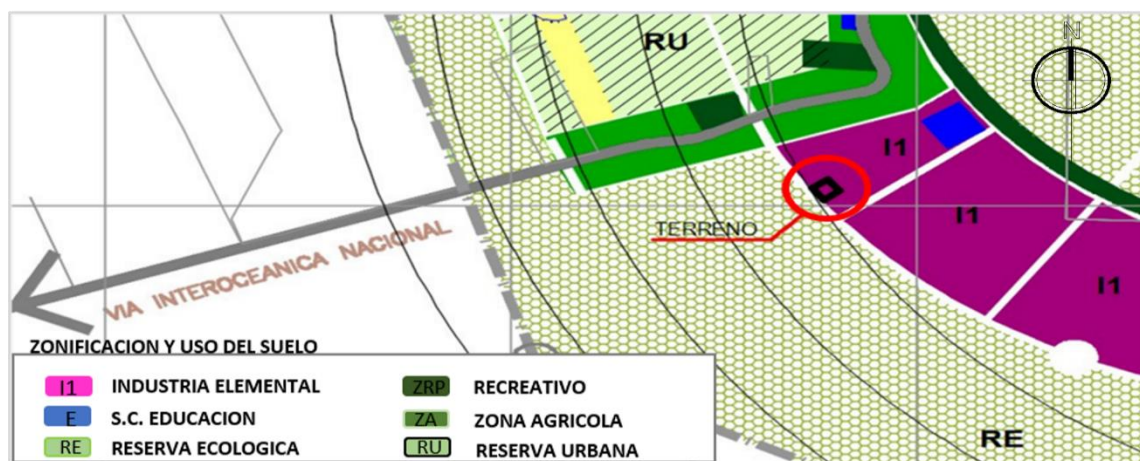 N
RU
I1
I1
TERRENO
I1
VIA INTEROCEANICA NACIONAL
ZONIFICACION Y USO DEL SUELO
I1 INDUSTRIA ELEMENTAL
ZRP RECREATIVO
E S.C. EDUCACION
ZA ZONA AGRICOLA
RE RESERVA ECOLOGICA
RU RESERVA URBANA
RE